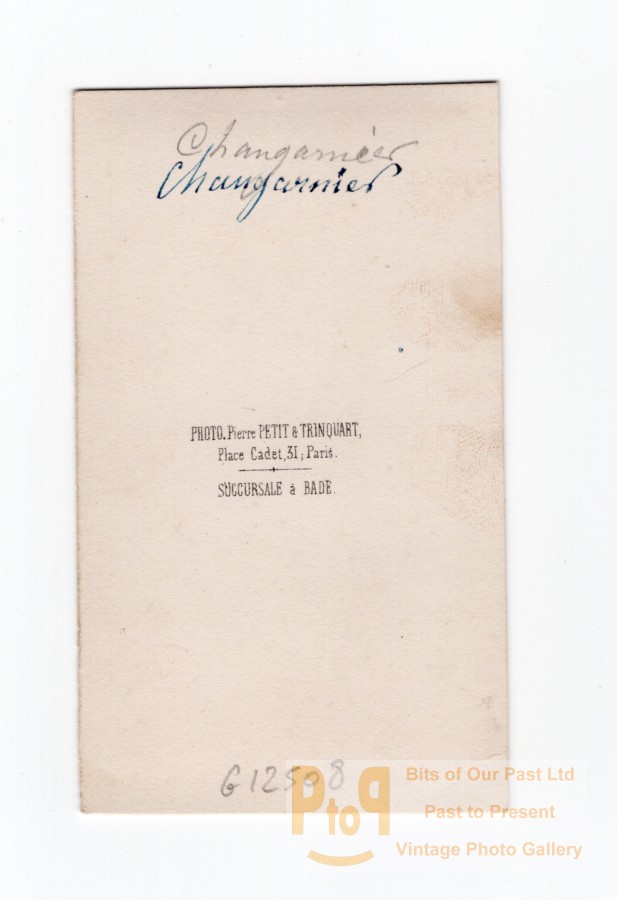 Changarnier
Changarnier
PHOTO. Pierre PETIT & TRINQUART,
Place Cadet, 31, Paris.
SUCCURSALE à BADE.
G12508
PtoP
Bits of Our Past Ltd
Past to Present
Vintage Photo Gallery